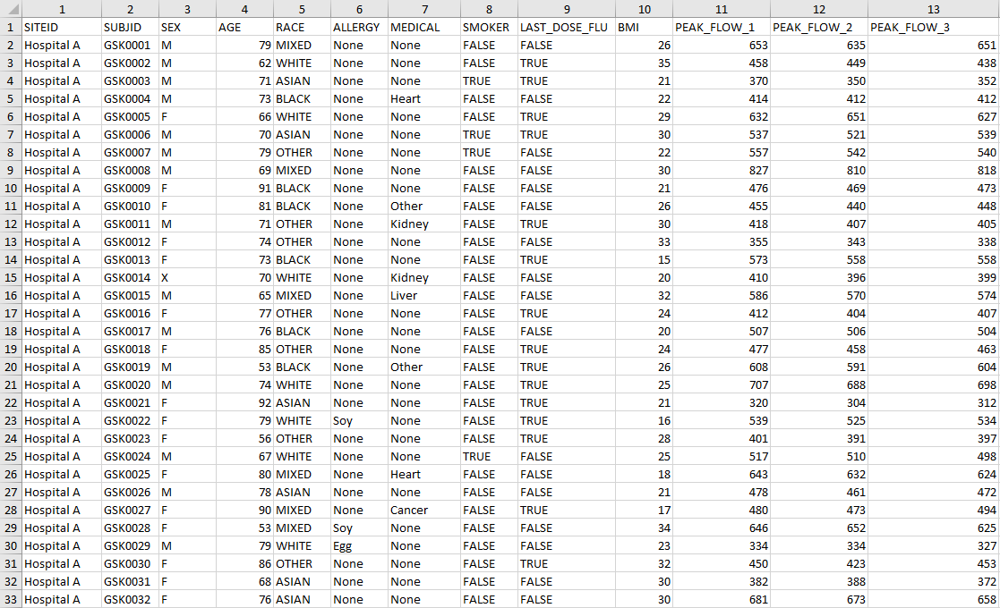 1 2 3 4 5 6 7 8 9 10 11 12 13
1 SITEID SUBJID SEX AGE RACE ALLERGY MEDICAL SMOKER LAST_DOSE_FLU BMI PEAK_FLOW_1 PEAK_FLOW_2 PEAK_FLOW_3
2 Hospital A GSK0001 M 79 MIXED None None FALSE FALSE 26 653 635 651
3 Hospital A GSK0002 M 62 WHITE None None FALSE TRUE 35 458 449 438
4 Hospital A GSK0003 M 71 ASIAN None None TRUE TRUE 21 370 350 352
5 Hospital A GSK0004 M 73 BLACK None Heart FALSE FALSE 22 414 412 412
6 Hospital A GSK0005 F 66 WHITE None None FALSE TRUE 29 632 651 627
7 Hospital A GSK0006 M 70 ASIAN None None TRUE TRUE 30 537 521 539
8 Hospital A GSK0007 M 79 OTHER None None TRUE FALSE 22 557 542 540
9 Hospital A GSK0008 M 69 MIXED None None FALSE FALSE 30 827 810 818
10 Hospital A GSK0009 F 91 BLACK None None FALSE FALSE 21 476 469 473
11 Hospital A GSK0010 F 81 BLACK None Other FALSE FALSE 26 455 440 448
12 Hospital A GSK0011 M 71 OTHER None Kidney FALSE TRUE 30 418 407 405
13 Hospital A GSK0012 F 74 OTHER None None FALSE FALSE 33 355 343 338
14 Hospital A GSK0013 F 73 BLACK None None FALSE TRUE 15 573 558 558
15 Hospital A GSK0014 X 70 WHITE None Kidney FALSE FALSE 20 410 396 399
16 Hospital A GSK0015 M 65 MIXED None Liver FALSE FALSE 32 586 570 574
17 Hospital A GSK0016 F 77 OTHER None None FALSE TRUE 24 412 404 407
18 Hospital A GSK0017 M 76 BLACK None None FALSE FALSE 20 507 506 504
19 Hospital A GSK0018 F 85 OTHER None None FALSE TRUE 24 477 458 463
20 Hospital A GSK0019 M 53 BLACK None Other FALSE TRUE 26 608 591 604
21 Hospital A GSK0020 M 74 WHITE None None FALSE TRUE 25 707 688 698
22 Hospital A GSK0021 F 92 ASIAN None None FALSE TRUE 21 320 304 312
23 Hospital A GSK0022 F 79 WHITE Soy None FALSE TRUE 16 539 525 534
24 Hospital A GSK0023 F 56 OTHER None None FALSE TRUE 28 401 391 397
25 Hospital A GSK0024 M 67 WHITE None None TRUE FALSE 25 517 510 498
26 Hospital A GSK0025 F 80 MIXED None Heart FALSE FALSE 18 643 632 624
27 Hospital A GSK0026 M 78 ASIAN None None FALSE FALSE 21 478 461 472
28 Hospital A GSK0027 F 90 MIXED None Cancer FALSE TRUE 17 480 473 494
29 Hospital A GSK0028 F 53 MIXED Soy None FALSE FALSE 34 646 652 625
30 Hospital A GSK0029 M 79 WHITE Egg None FALSE FALSE 23 334 334 327
31 Hospital A GSK0030 F 86 OTHER None None FALSE TRUE 32 450 423 453
32 Hospital A GSK0031 F 68 ASIAN None None FALSE FALSE 30 382 388 372
33 Hospital A GSK0032 F 76 ASIAN None None FALSE FALSE 30 681 673 658